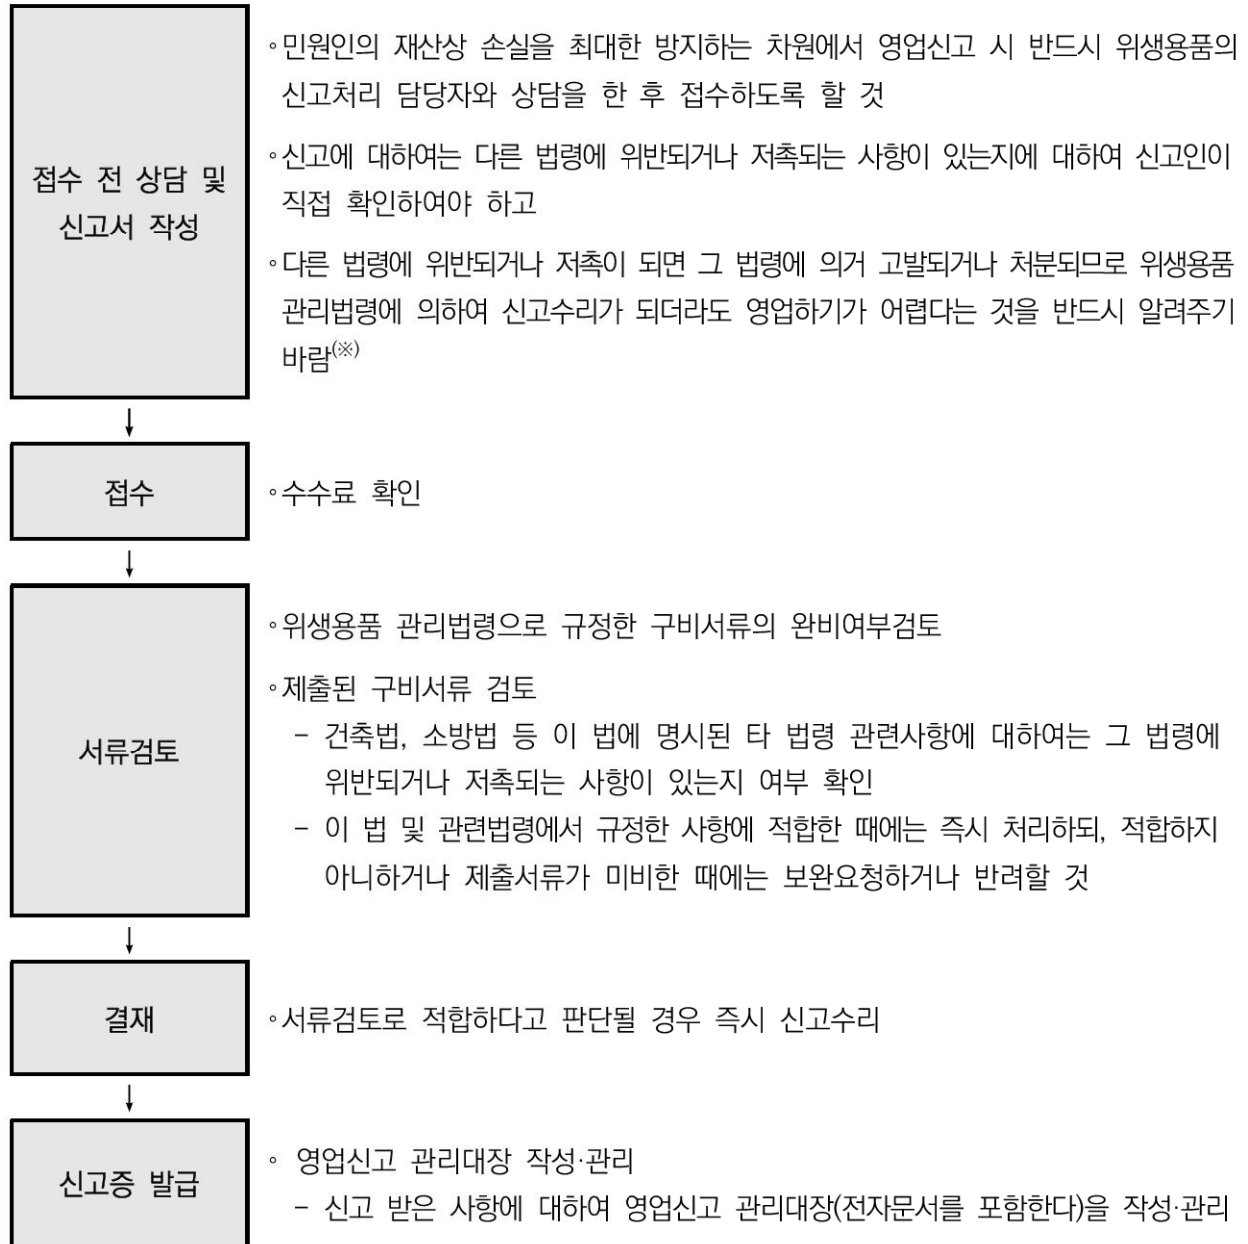 접수 전 상담 및
신고서 작성
◦민원인의 재산상 손실을 최대한 방지하는 차원에서 영업신고 시 반드시 위생용품의
신고처리 담당자와 상담을 한 후 접수하도록 할 것
◦신고에 대하여는 다른 법령에 위반되거나 저촉되는 사항이 있는지에 대하여 신고인이
직접 확인하여야 하고
◦다른 법령에 위반되거나 저촉이 되면 그 법령에 의거 고발되거나 처분되므로 위생용품
관리법령에 의하여 신고수리가 되더라도 영업하기가 어렵다는 것을 반드시 알려주기
바람(※)
↓
접수
◦수수료 확인
↓
서류검토
◦위생용품 관리법령으로 규정한 구비서류의 완비여부검토
◦제출된 구비서류 검토
– 건축법, 소방법 등 이 법에 명시된 타 법령 관련사항에 대하여는 그 법령에
위반되거나 저촉되는 사항이 있는지 여부 확인
– 이 법 및 관련법령에서 규정한 사항에 적합한 때에는 즉시 처리하되, 적합하지
아니하거나 제출서류가 미비한 때에는 보완요청하거나 반려할 것
↓
결재
◦서류검토로 적합하다고 판단될 경우 즉시 신고수리
↓
신고증 발급
◦ 영업신고 관리대장 작성·관리
– 신고 받은 사항에 대하여 영업신고 관리대장(전자문서를 포함한다)을 작성·관리